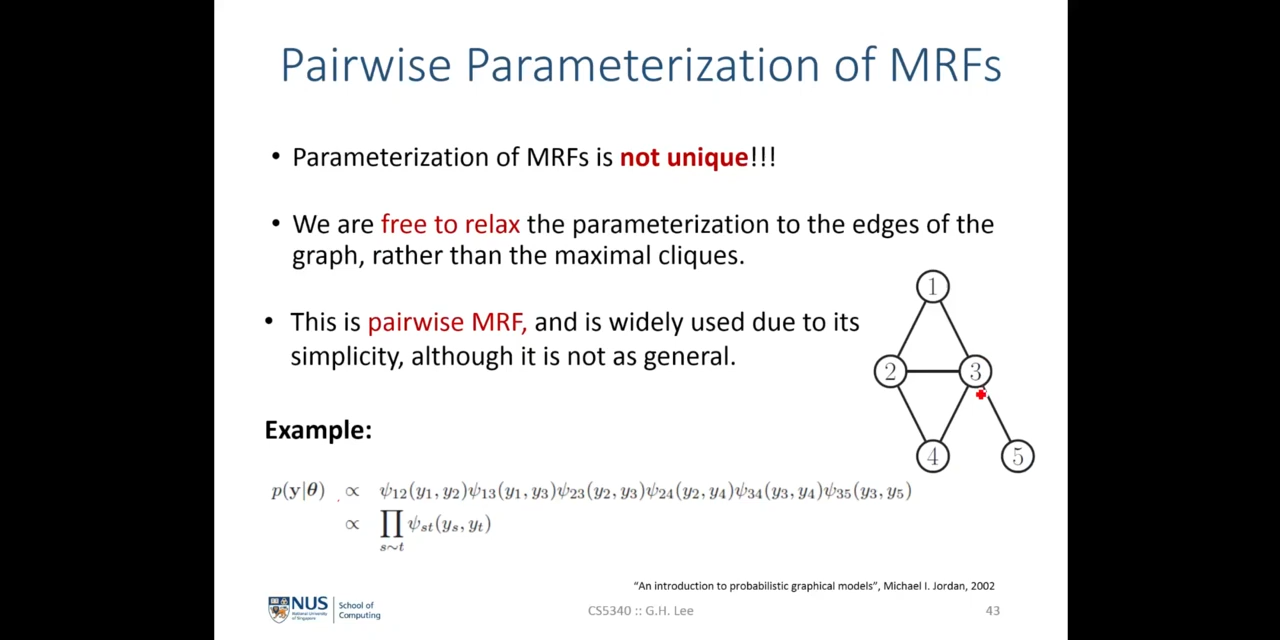 Pairwise Parameterization of MRFs
• Parameterization of MRFs is not unique!!!
• We are free to relax the parameterization to the edges of the
graph, rather than the maximal cliques.
• This is pairwise MRF, and is widely used due to its
simplicity, although it is not as general.
1
2
3
4
5
Example:
p(y|θ) ∝ ψ₁₂(y₁, y₂)ψ₁₃(y₁, y₃)ψ₂₃(y₂, y₃)ψ₂₄(y₂, y₄)ψ₃₄(y₃, y₄)ψ₃₅(y₃, y₅)
∝ ∏ ψₛₜ(yₛ, yₜ)
s∼t
"An introduction to probabilistic graphical models", Michael I. Jordan, 2002
NUS
National University
of Singapore
School of
Computing
CS5340 :: G.H. Lee
43